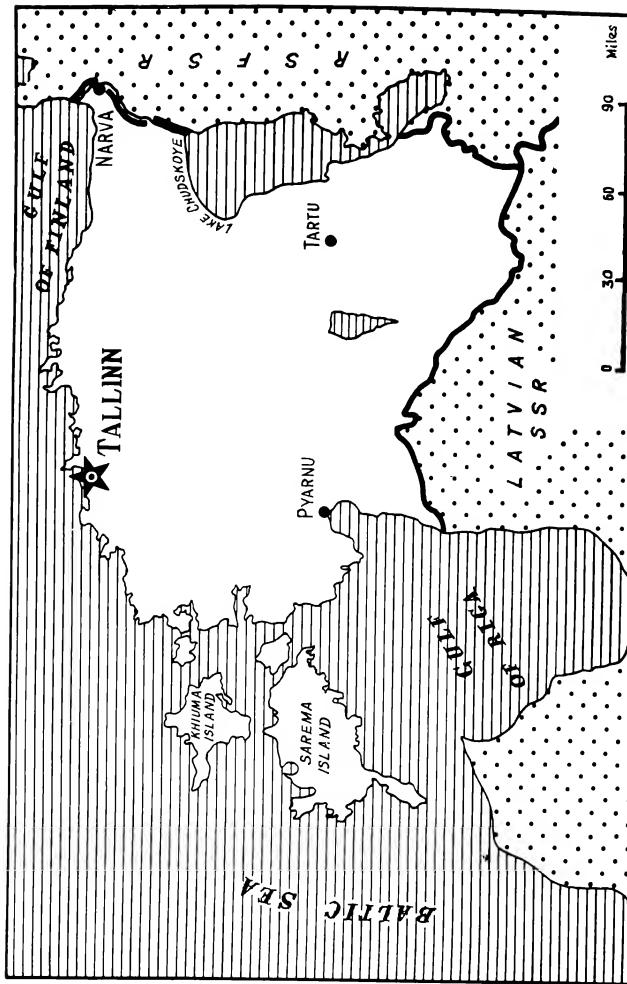 GULF
OF FINLAND
R S F S R
NARVA
TALLINN
LAKE CHUDSKOYE
TARTU
PYARNU
KHIUMA
ISLAND
SAREMA
ISLAND
BALTIC
SEA
GULF
OF RIGA
LATVIAN
SSR
0 30 60 90
Miles